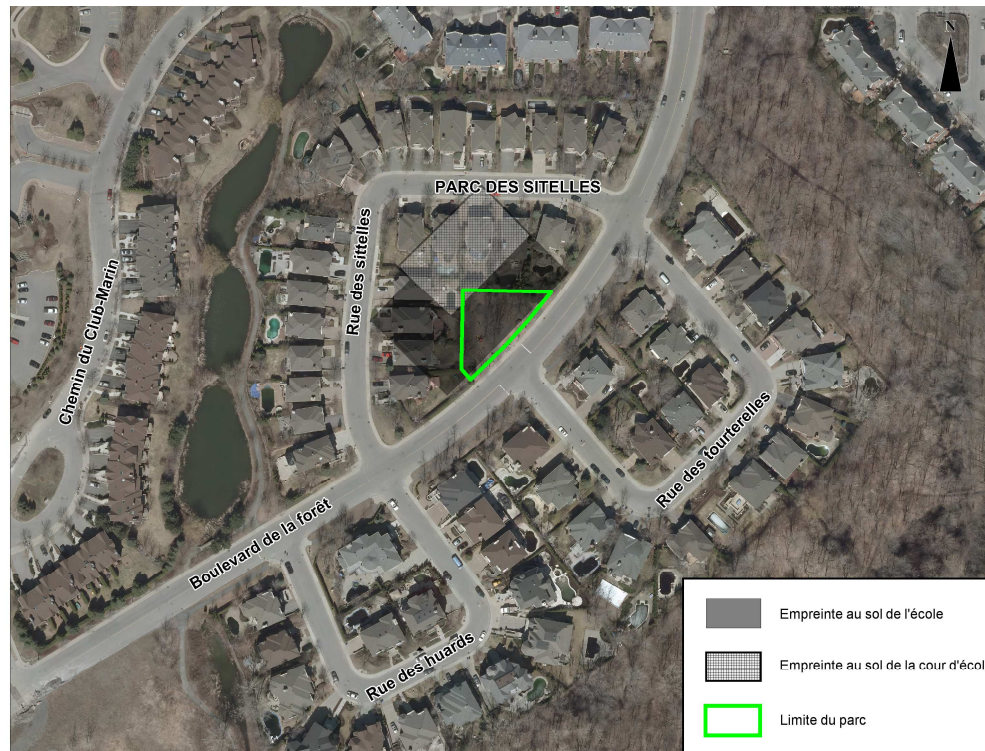 N
PARC DES SITELLES
Rue des sittelles
Chemin du Club-Marin
Rue des tourterelles
Boulevard de la forêt
Rue des huards
Empreinte au sol de l'école
Empreinte au sol de la cour d'écol
Limite du parc